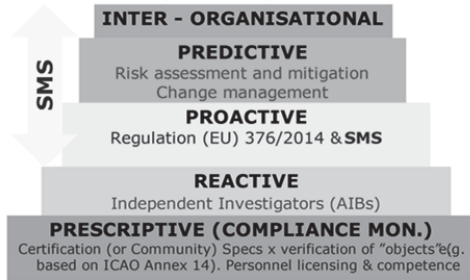 INTER - ORGANISATIONAL
PREDICTIVE
Risk assessment and mitigation
Change management
SMS
PROACTIVE
Regulation (EU) 376/2014 & SMS
REACTIVE
Independent Investigators (AIBs)
PRESCRIPTIVE (COMPLIANCE MON.)
Certification (or Community) Specs x verification of "objects"e(g.
based on ICAO Annex 14). Personnel licensing & competence